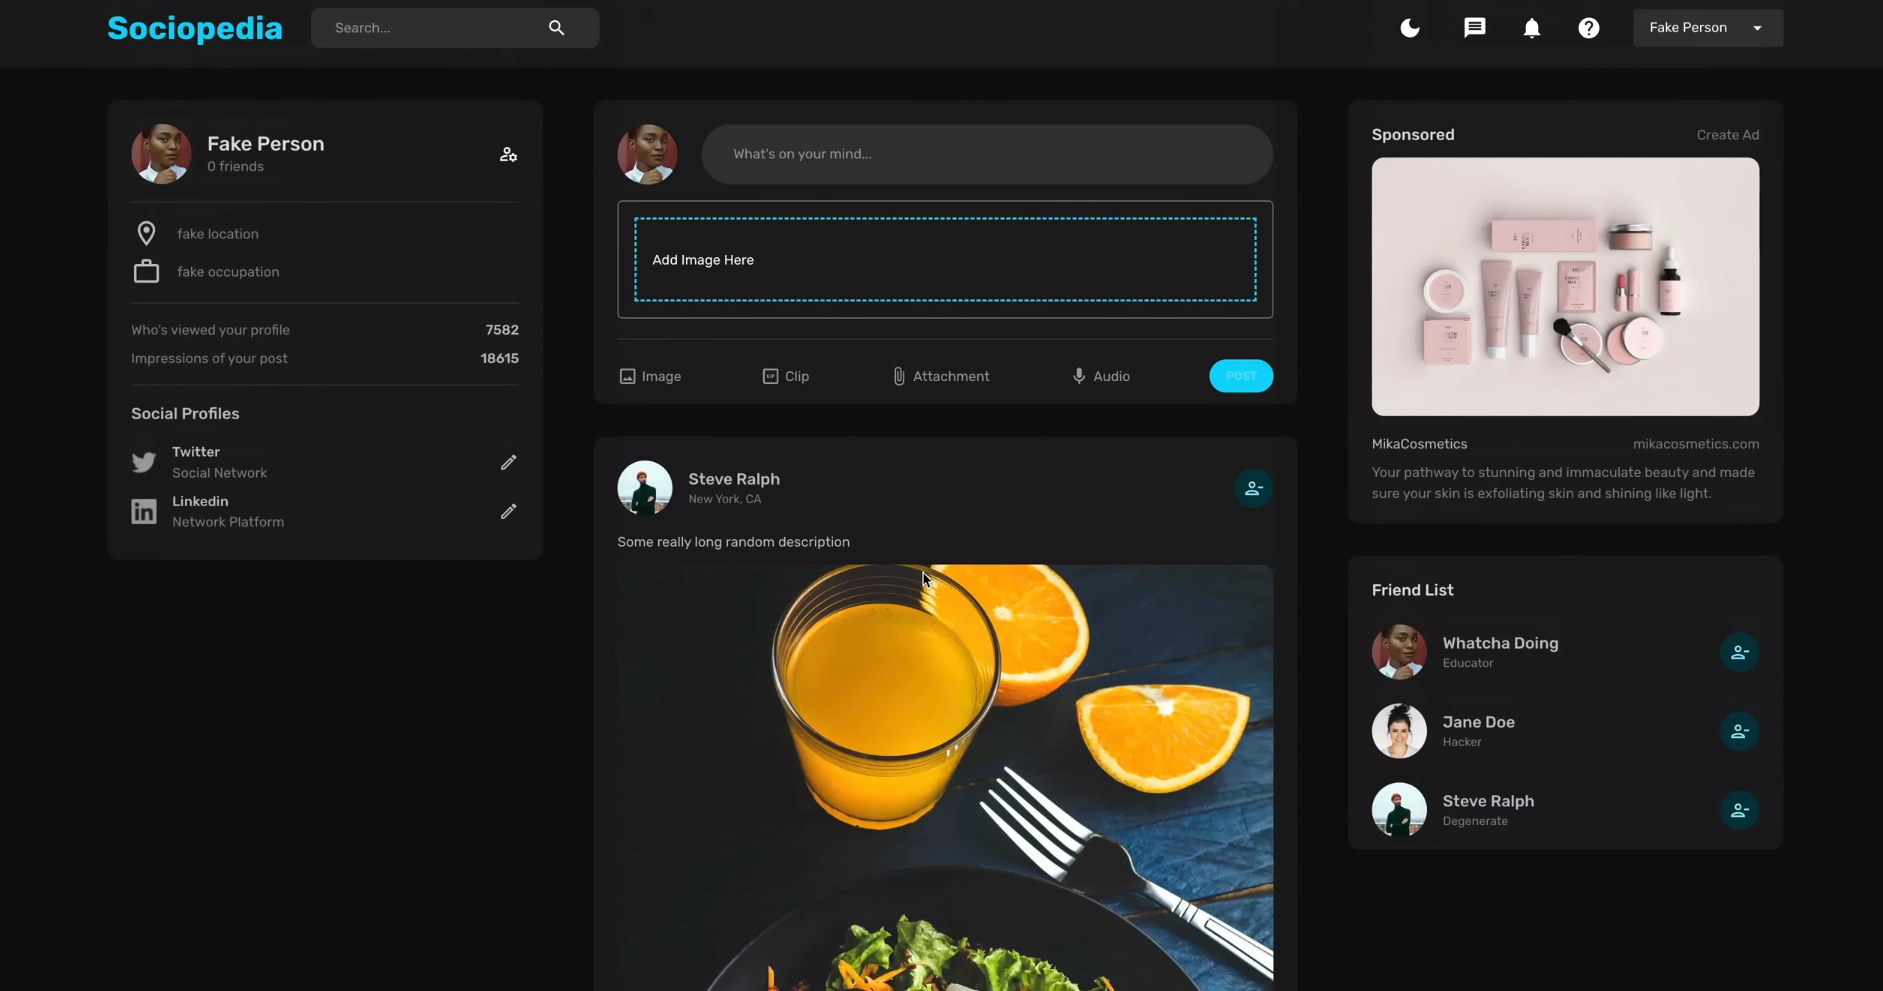 Sociopedia
Search...
Fake Person
Fake Person
0 friends
fake location
fake occupation
Who's viewed your profile 7582
Impressions of your post 18615
Social Profiles
Twitter
Social Network
Linkedin
Network Platform
What's on your mind...
Add Image Here
Image
Clip
Attachment
Audio
POST
Steve Ralph
New York, CA
Some really long random description
Sponsored
Create Ad
MikaCosmetics
mikacosmetics.com
Your pathway to stunning and immaculate beauty and made
sure your skin is exfoliating skin and shining like light.
Friend List
Whatcha Doing
Educator
Jane Doe
Hacker
Steve Ralph
Degenerate